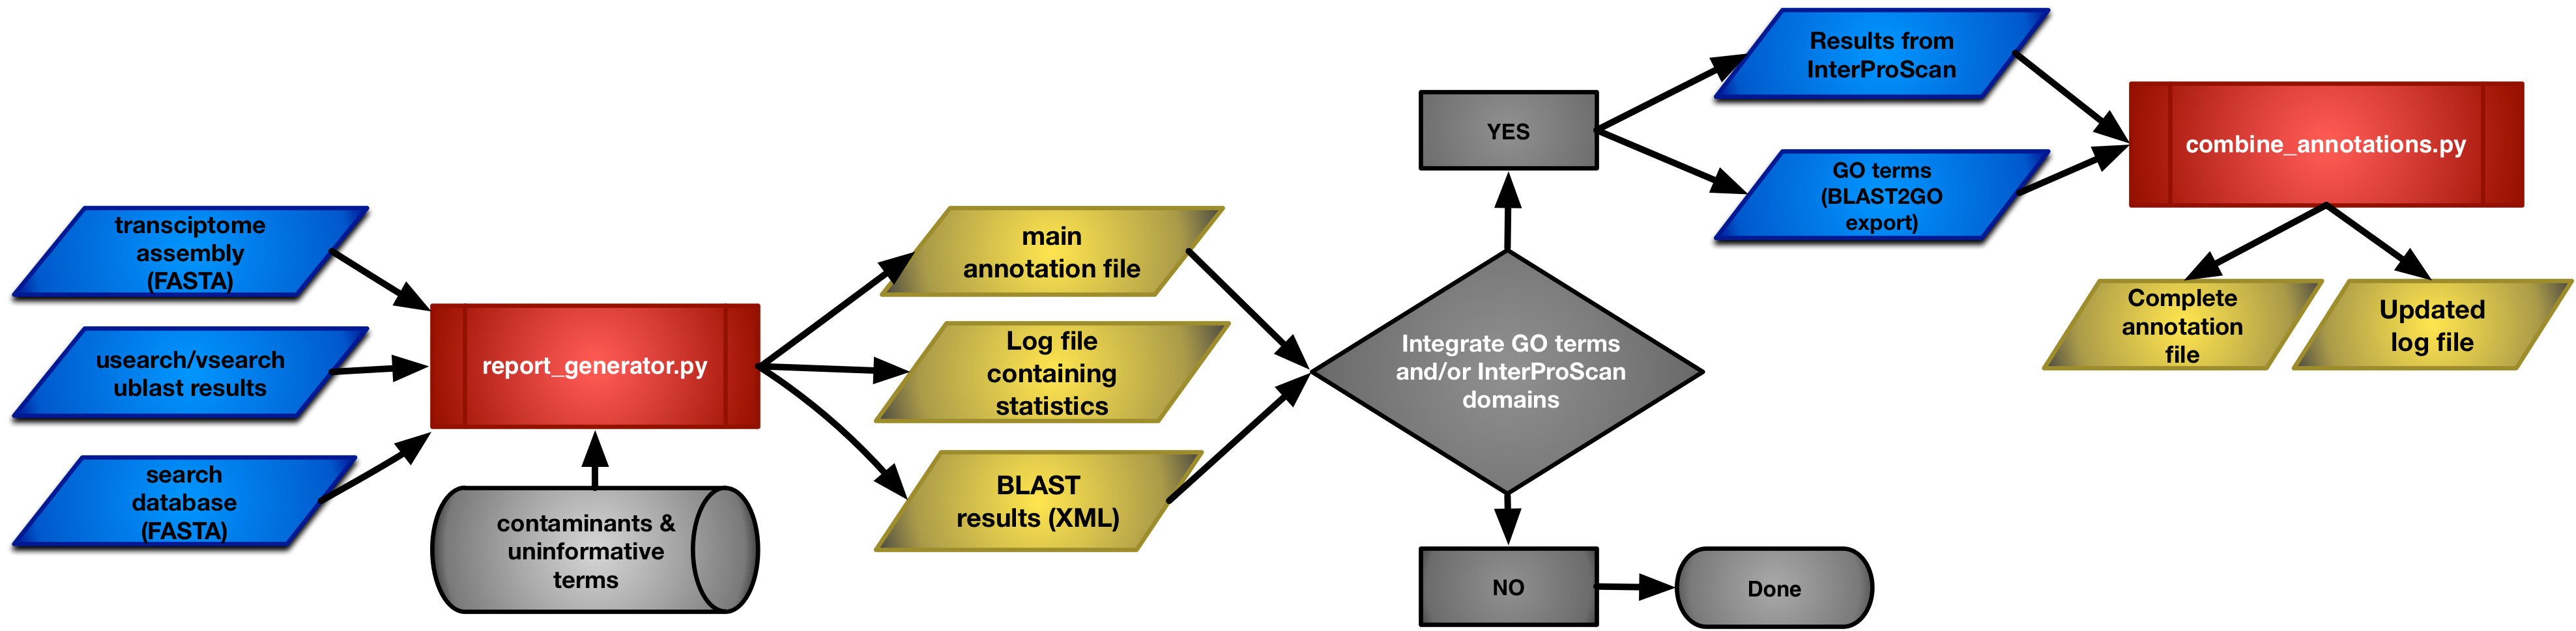 transciptome
assembly
(FASTA)
usearch/vsearch
ublast results
search
database
(FASTA)
report_generator.py
contaminants &
uninformative
terms
main
annotation file
Log file
containing
statistics
BLAST
results (XML)
Integrate GO terms
and/or InterProScan
domains
YES
NO
Done
Results from
InterProScan
GO terms
(BLAST2GO
export)
combine_annotations.py
Complete
annotation
file
Updated
log file